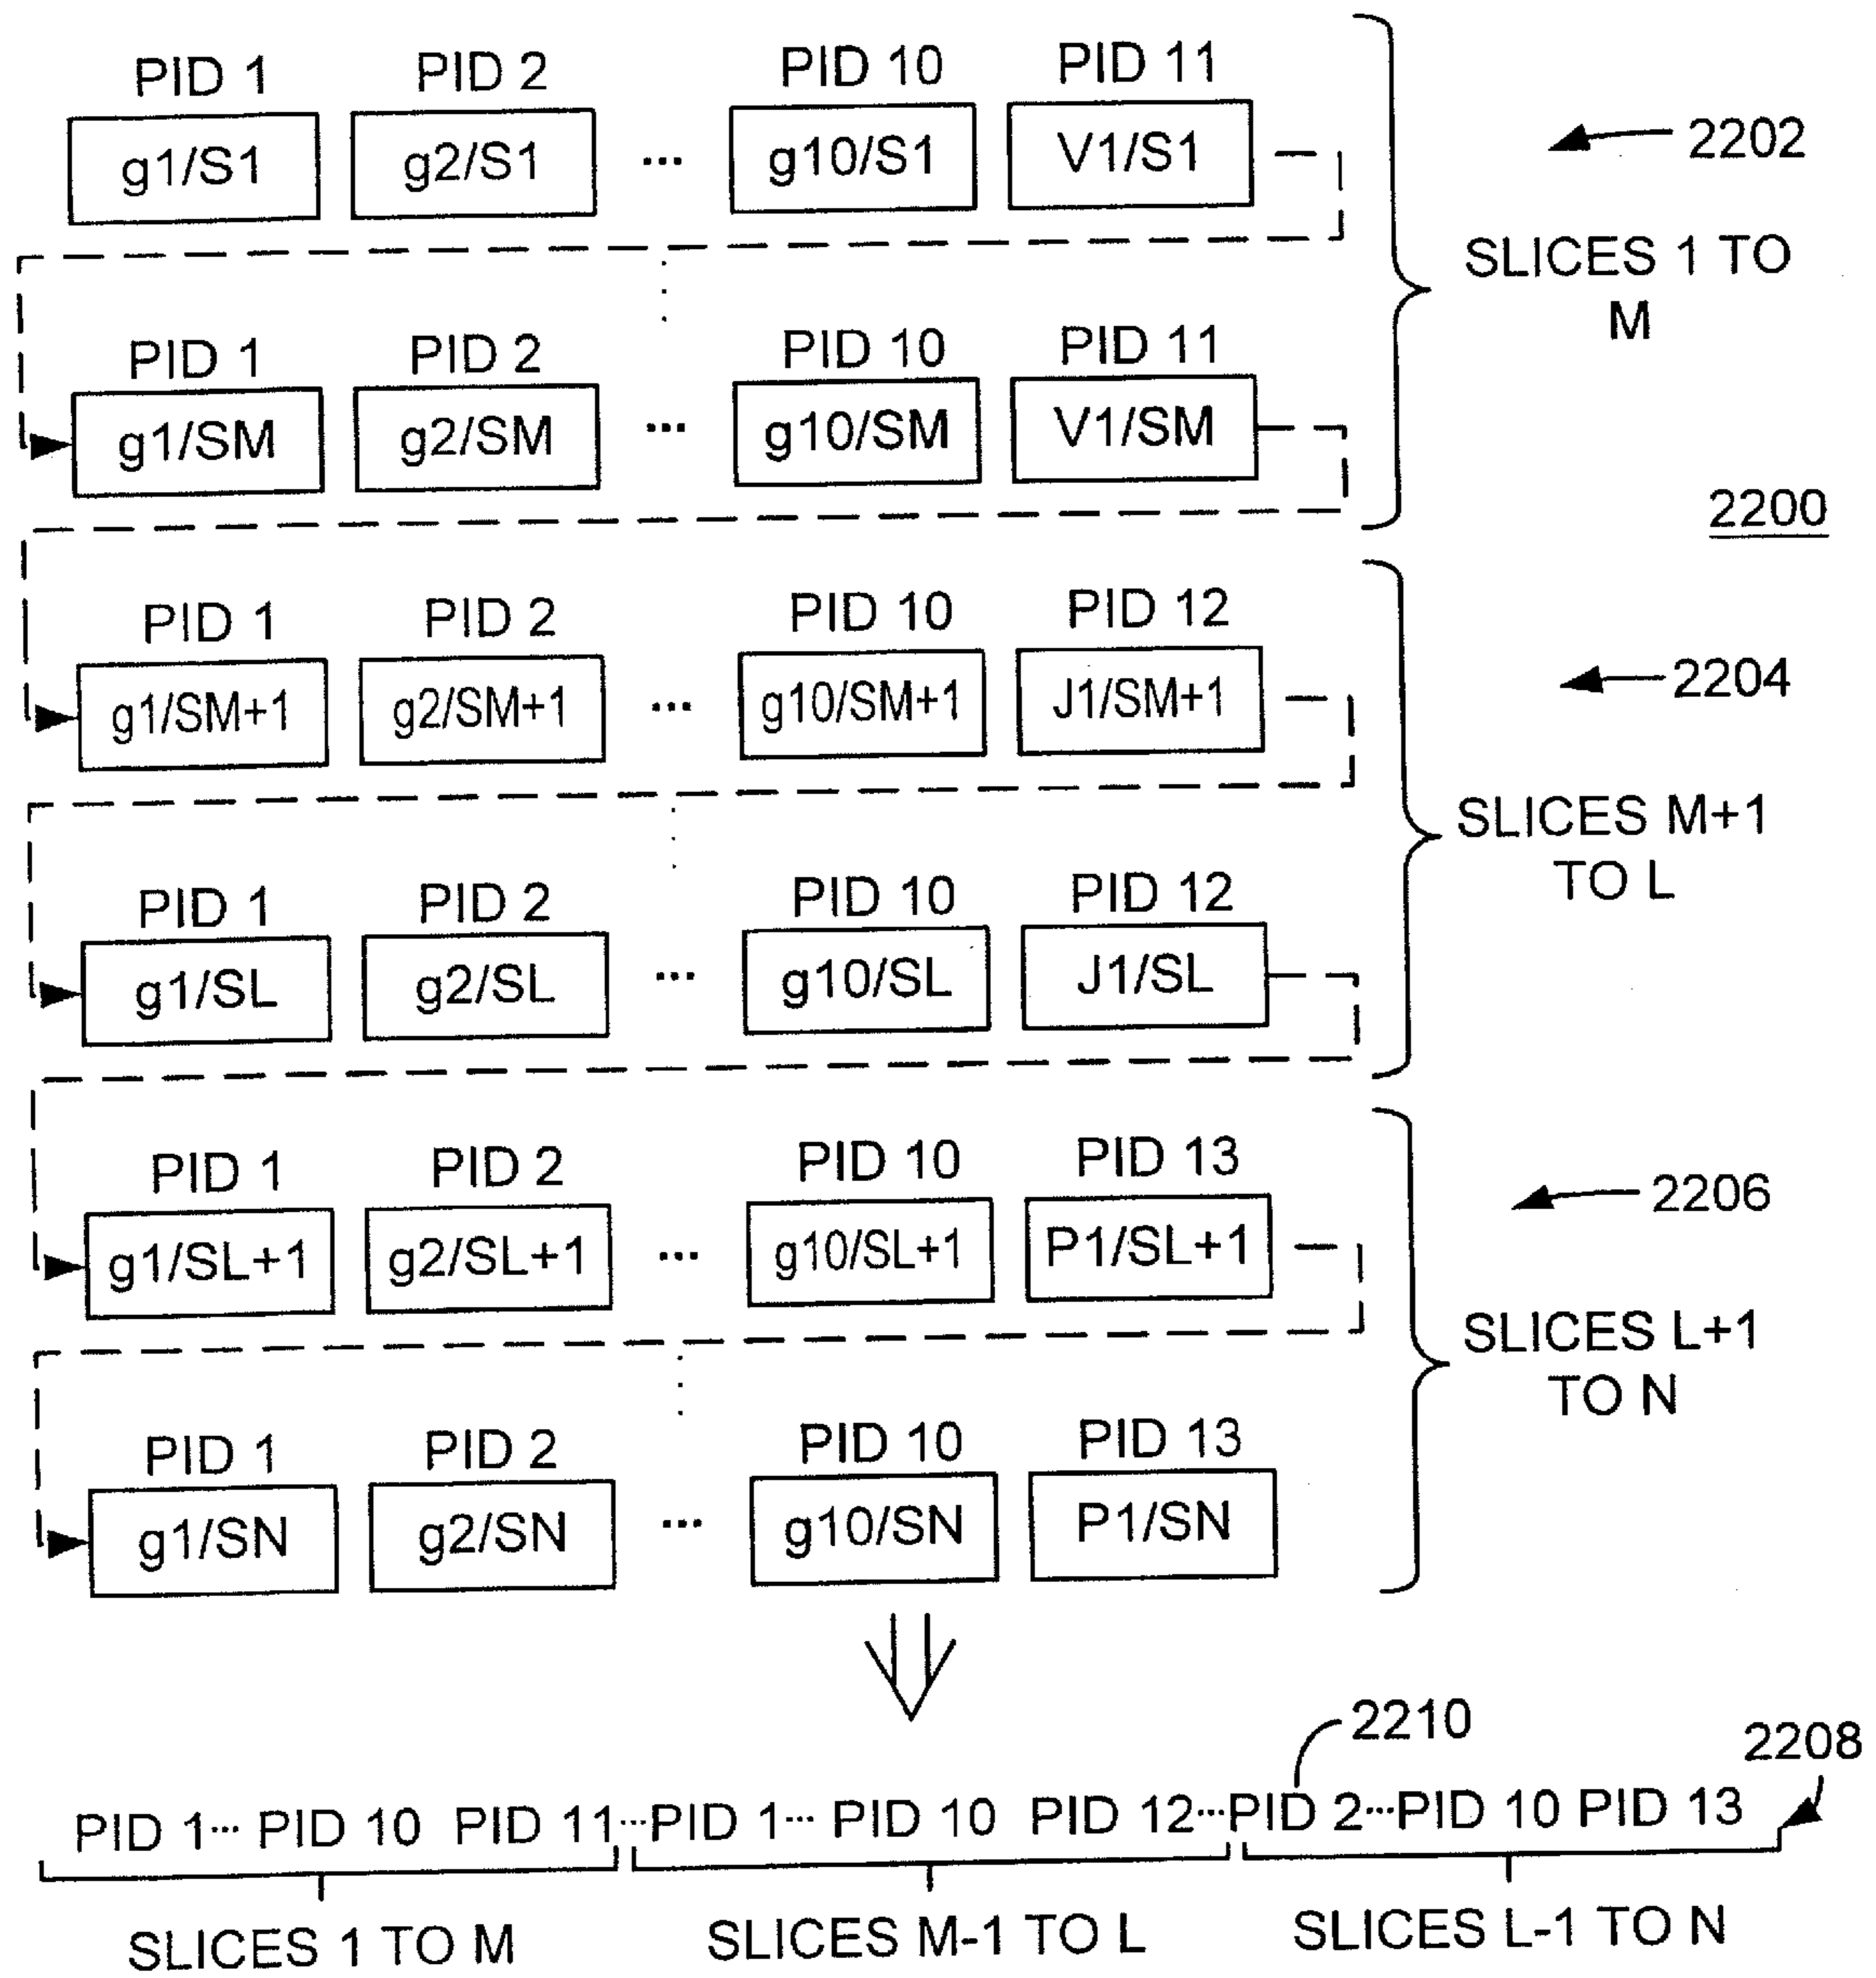 PID 1 PID 2 PID 10 PID 11
g1/S1 g2/S1 ... g10/S1 V1/S1
2202
SLICES 1 TO
M
PID 1 PID 2 PID 10 PID 11
g1/SM g2/SM ... g10/SM V1/SM
2200
PID 1 PID 2 PID 10 PID 12
g1/SM+1 g2/SM+1 ... g10/SM+1 J1/SM+1
2204
SLICES M+1
TO L
PID 1 PID 2 PID 10 PID 12
g1/SL g2/SL ... g10/SL J1/SL
PID 1 PID 2 PID 10 PID 13
g1/SL+1 g2/SL+1 ... g10/SL+1 P1/SL+1
2206
SLICES L+1
TO N
PID 1 PID 2 PID 10 PID 13
g1/SN g2/SN ... g10/SN P1/SN
2210
2208
PID 1... PID 10 PID 11...PID 1... PID 10 PID 12...PID 2...PID 10 PID 13
SLICES 1 TO M SLICES M-1 TO L SLICES L-1 TO N